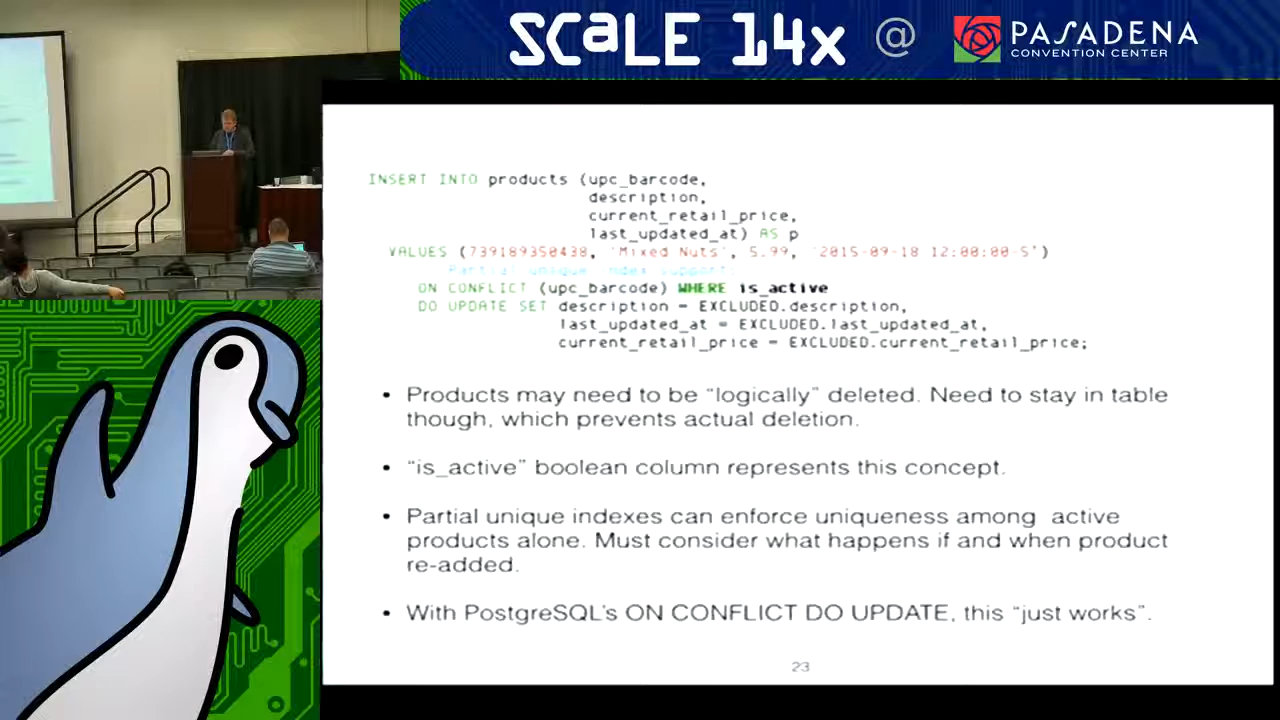 SCALE 14x @ PASADENA
CONVENTION CENTER
INSERT INTO products (upc_barcode,
description,
current_retail_price,
last_updated_at) AS p
VALUES (739189350438, 'Mixed Nuts', 5.99, '2015-09-18 12:00:00-5')
Partial unique index support:
ON CONFLICT (upc_barcode) WHERE is_active
DO UPDATE SET description = EXCLUDED.description,
last_updated_at = EXCLUDED.last_updated_at,
current_retail_price = EXCLUDED.current_retail_price;
• Products may need to be “logically” deleted. Need to stay in table
though, which prevents actual deletion.
• “is_active” boolean column represents this concept.
• Partial unique indexes can enforce uniqueness among active
products alone. Must consider what happens if and when product
re-added.
• With PostgreSQL’s ON CONFLICT DO UPDATE, this “just works”.
23